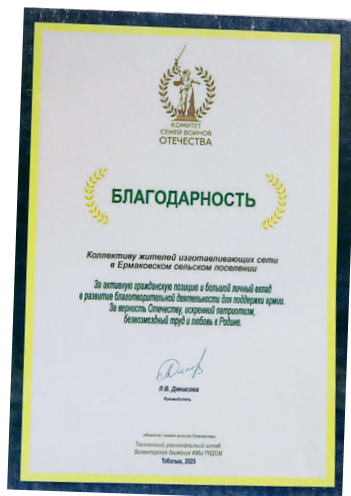 КОМИТЕТ
СЕМЕЙ ВОИНОВ
ОТЕЧЕСТВА
БЛАГОДАРНОСТЬ
Коллективу жителей изготавливающих сети
в Ермаковском сельском поселении
За активную гражданскую позицию и большой личный вклад
в развитие благотворительной деятельности для поддержки армии.
За верность Отечеству, искренний патриотизм,
безвозмездный труд и любовь к Родине.
Л.В. Денисова
Руководитель
«Комитет семей воинов Отечества»
Тюменский региональный штаб
Волонтерское движение #МЫ РЯДОМ
Тобольск, 2023